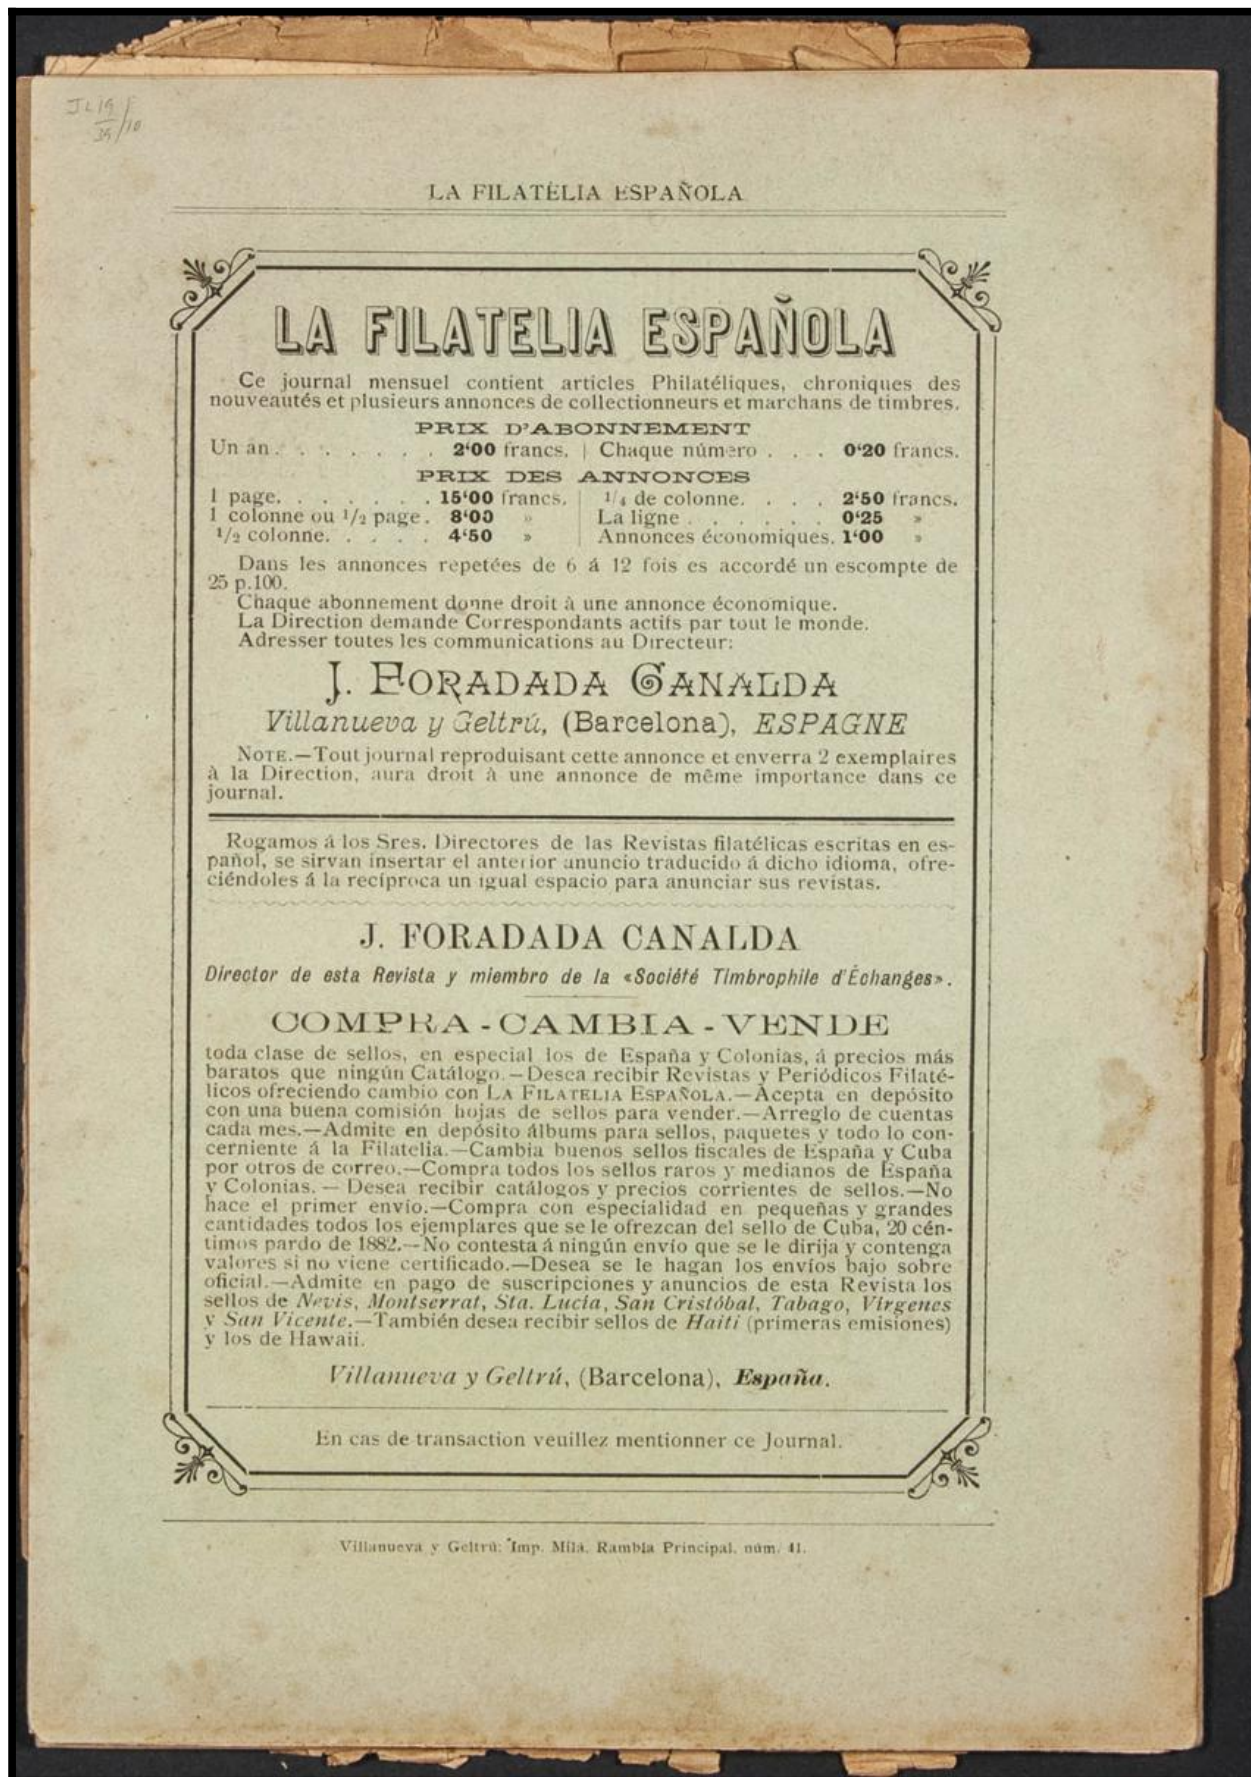 LA FILATÉLIA ESPAÑOLA
LA FILATELIA ESPAÑOLA
Ce journal mensuel contient articles Philatéliques, chroniques des
nouveautés et plusieurs annonces de collectionneurs et marchans de timbres.
PRIX D'ABONNEMENT
Un an. . . . . . . . 2'00 francs. | Chaque número . . . 0'20 francs.
PRIX DES ANNONCES
1 page. . . . . . . 15'00 francs. | 1/4 de colonne. . . . 2'50 francs.
1 colonne ou 1/2 page. 8'00 » | La ligne . . . . . . 0'25 »
1/2 colonne. . . . . 4'50 » | Annonces économiques. 1'00 »
Dans les annonces repetées de 6 á 12 fois es accordé un escompte de
25 p.100.
Chaque abonnement donne droit à une annonce économique.
La Direction demande Correspondants actifs par tout le monde.
Adresser toutes les communications au Directeur:
J. FORADADA CANALDA
Villanueva y Geltrú, (Barcelona), ESPAGNE
NOTE.—Tout journal reproduisant cette annonce et enverra 2 exemplaires
à la Direction, aura droit à une annonce de même importance dans ce
journal.
Rogamos á los Sres. Directores de las Revistas filatélicas escritas en es-
pañol, se sirvan insertar el anterior anuncio traducido á dicho idioma, ofre-
ciéndoles á la recíproca un igual espacio para anunciar sus revistas.
J. FORADADA CANALDA
Director de esta Revista y miembro de la «Société Timbrophile d'Échanges».
COMPRA-CAMBIA-VENDE
toda clase de sellos, en especial los de España y Colonias, á precios más
baratos que ningún Catálogo.—Desea recibir Revistas y Periódicos Filaté-
licos ofreciendo cambio con LA FILATELIA ESPAÑOLA.—Acepta en depósito
con una buena comisión hojas de sellos para vender.—Arreglo de cuentas
cada mes.—Admite en depósito álbums para sellos, paquetes y todo lo con-
cerniente á la Filatelia.—Cambia buenos sellos fiscales de España y Cuba
por otros de correo.—Compra todos los sellos raros y medianos de España
y Colonias.—Desea recibir catálogos y precios corrientes de sellos.—No
hace el primer envio.—Compra con especialidad en pequeñas y grandes
cantidades todos los ejemplares que se le ofrezcan del sello de Cuba, 20 cén-
timos pardo de 1882.—No contesta á ningún envío que se le dirija y contenga
valores si no viene certificado.—Desea se le hagan los envíos bajo sobre
oficial.—Admite en pago de suscripciones y anuncios de esta Revista los
sellos de Nevis, Montserrat, Sta. Lucía, San Cristóbal, Tabago, Vírgenes
y San Vicente.—También desea recibir sellos de Haiti (primeras emisiones)
y los de Hawaii.
Villanueva y Geltrú, (Barcelona), España.
En cas de transaction veuillez mentionner ce Journal.
Villanueva y Geltrú: Imp. Milá. Rambla Principal. núm. 41.